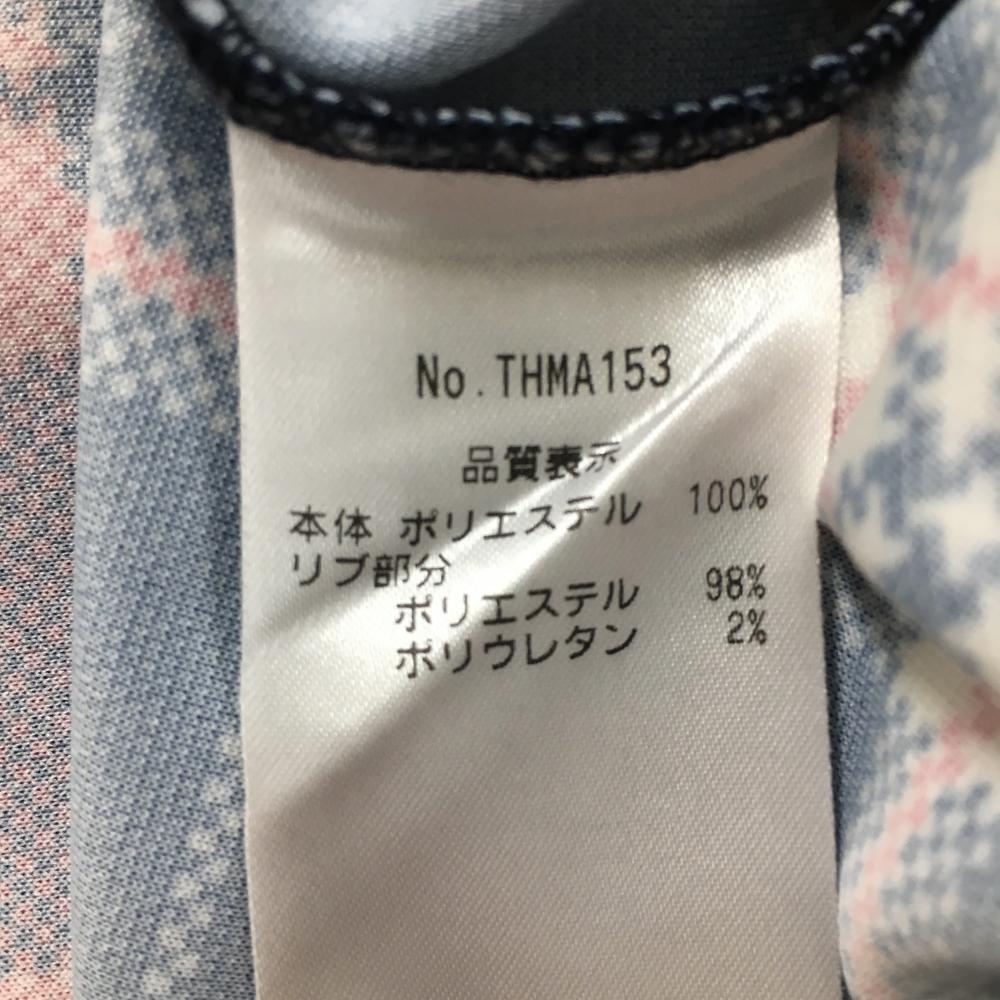 No.THMA153
品質表示
本体 ポリエステル 100%
リブ部分
ポリエステル 98%
ポリウレタン 2%